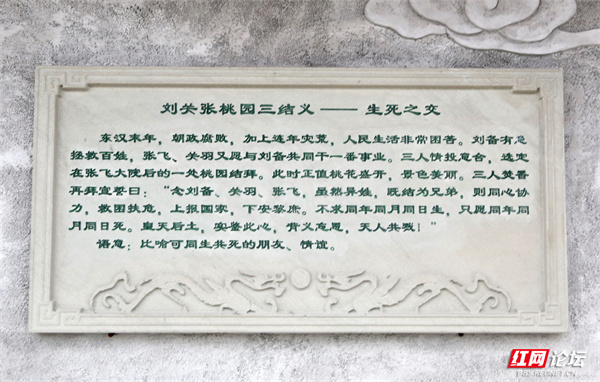 刘关张桃园三结义——生死之交
东汉末年，朝政腐败，加上连年灾荒，人民生活非常困苦。刘备有意
拯救百姓，张飞、关羽又愿与刘备共同干一番事业。三人情投意合，选定
在张飞大院后的一处桃园结拜。此时正值桃花盛开，景色美丽。三人焚香
再拜宣誓曰：“念刘备、关羽、张飞，虽然异姓，既结为兄弟，则同心协
力，救困扶危，上报国家，下安黎庶。不求同年同月同日生，只愿同年同
月同日死。皇天后土，实鉴此心，背义忘恩，天人共戮！”
语意：比喻可同生共死的朋友、情谊。
红网论坛